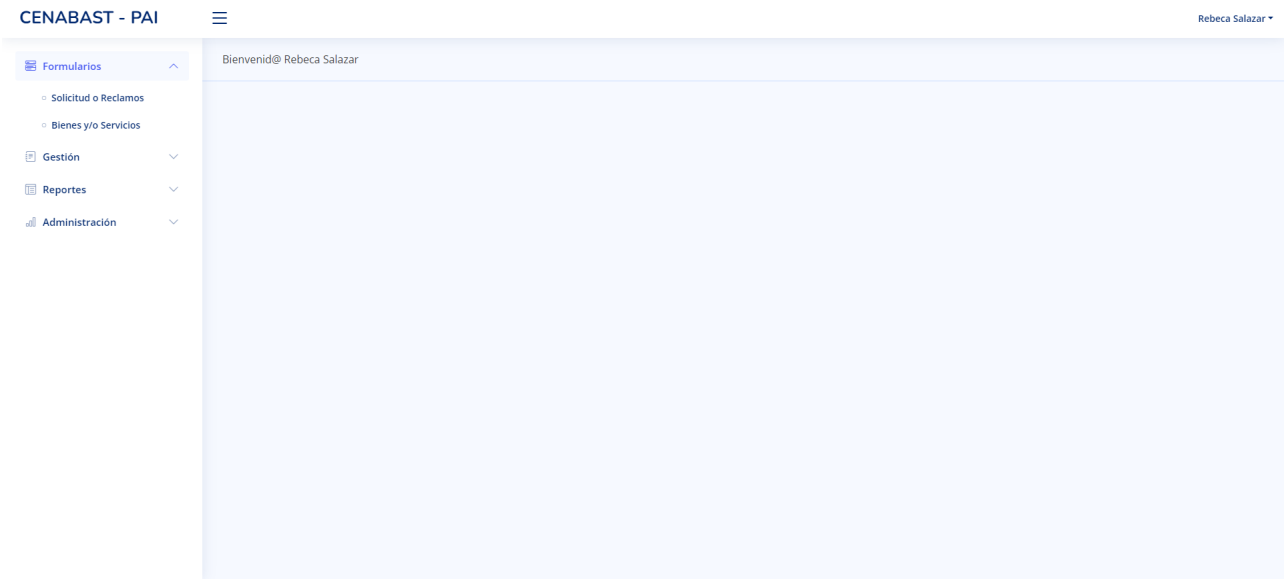 CENABAST - PAI
Rebeca Salazar
Formularios
Solicitud o Reclamos
Bienes y/o Servicios
Gestión
Reportes
Administración
Bienvenid@ Rebeca Salazar